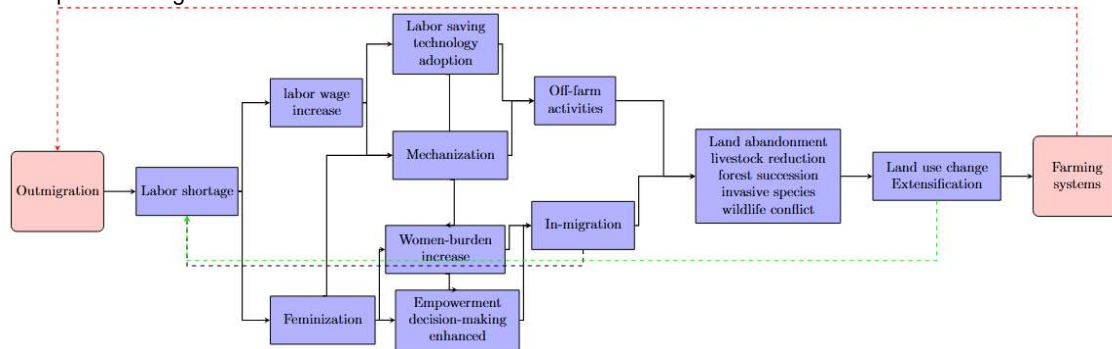 Labor saving
technology
adoption
labor wage
increase
Off-farm
activities
Mechanization
Land abandonment
livestock reduction
forest succession
invasive species
wildlife conflict
Land use change
Extensification
Farming
systems
Outmigration
Labor shortage
In-migration
Women-burden
increase
Feminization
Empowerment
decision-making
enhanced